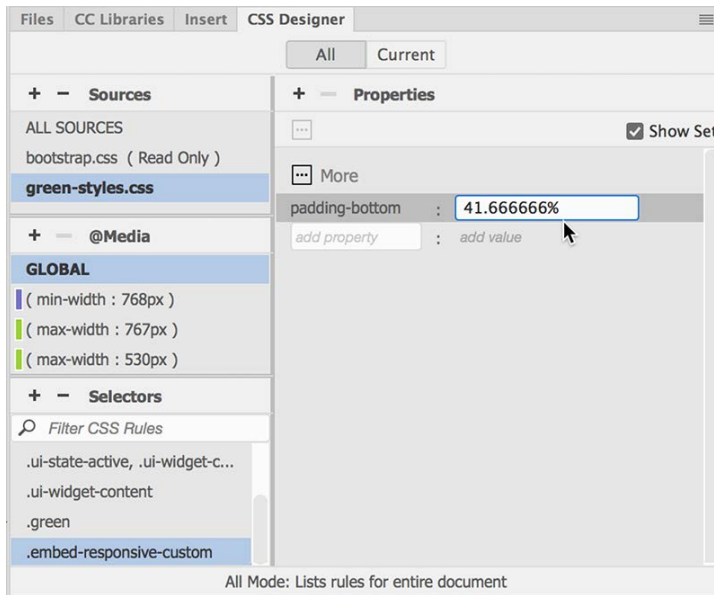 Files CC Libraries Insert CSS Designer
All Current
+ − Sources
ALL SOURCES
bootstrap.css ( Read Only )
green-styles.css
+ − @Media
GLOBAL
( min-width : 768px )
( max-width : 767px )
( max-width : 530px )
+ − Selectors
Filter CSS Rules
.ui-state-active, .ui-widget-c...
.ui-widget-content
.green
.embed-responsive-custom
+ − Properties
Show Set
More
padding-bottom : 41.666666%
add property : add value
All Mode: Lists rules for entire document